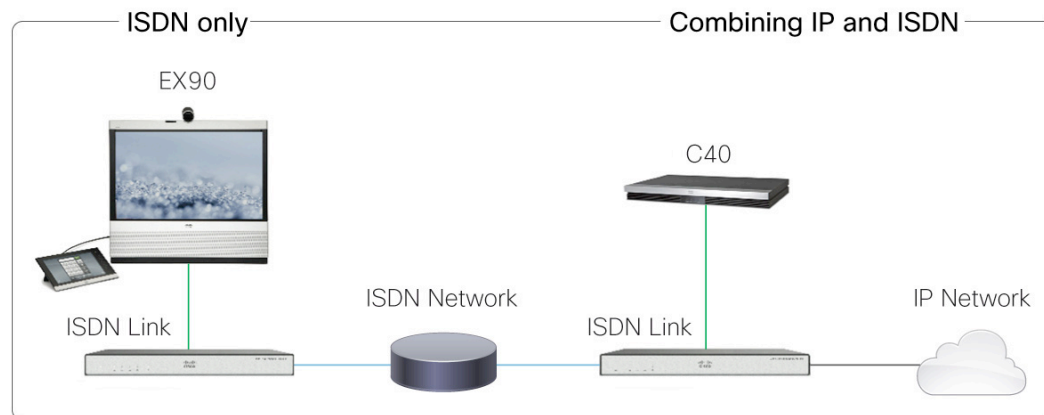 ISDN only
Combining IP and ISDN
EX90
C40
ISDN Network
IP Network
ISDN Link
ISDN Link